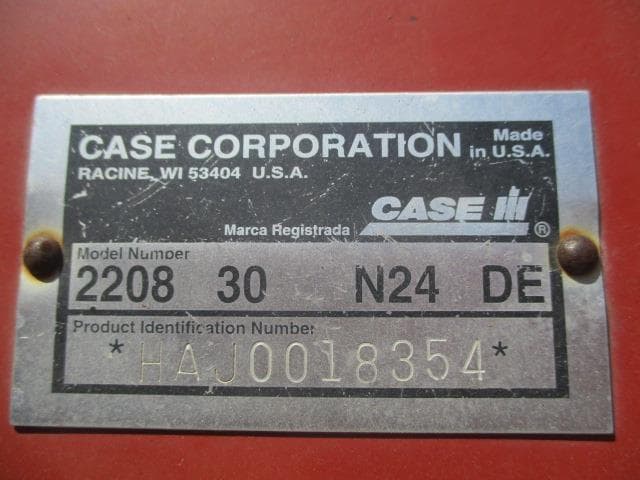 CASE CORPORATION Made in U.S.A.
RACINE, WI 53404 U.S.A.
CASE IH
Marca Registrada ®
Model Number
2208 30 N24 DE
Product Identification Number
*HAJ0018354*